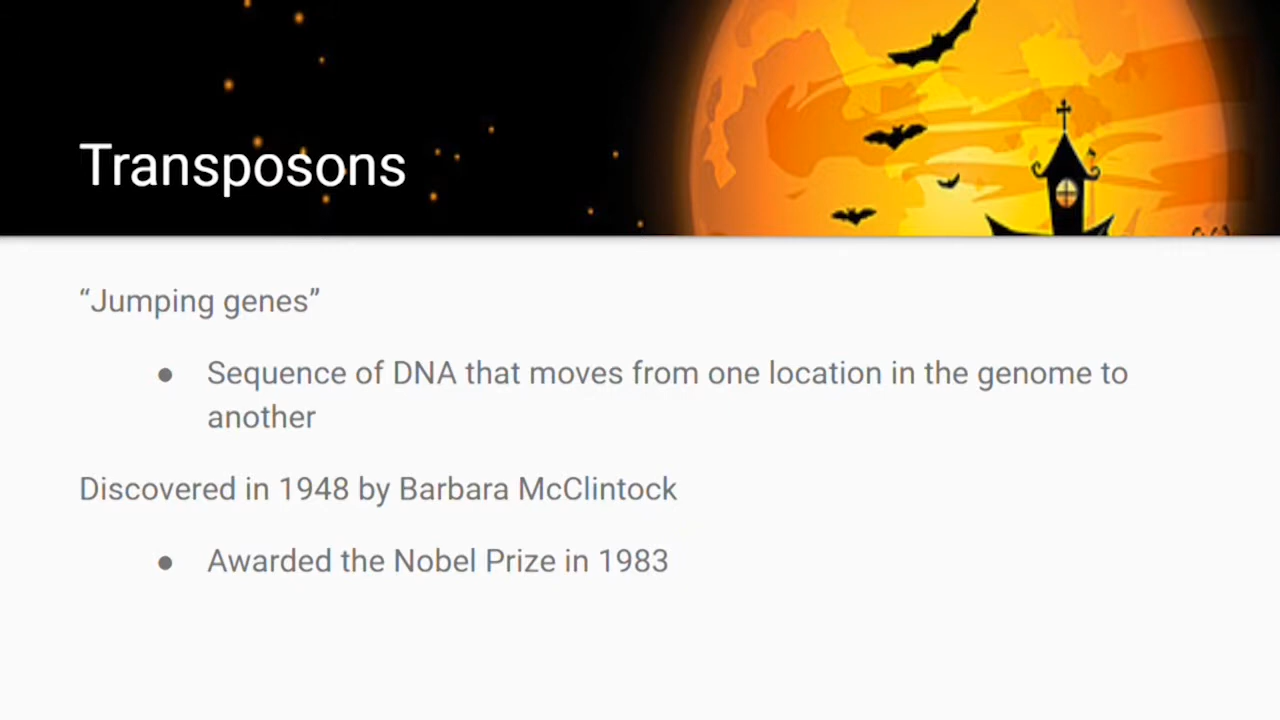 Transposons
“Jumping genes”
● Sequence of DNA that moves from one location in the genome to
another
Discovered in 1948 by Barbara McClintock
● Awarded the Nobel Prize in 1983